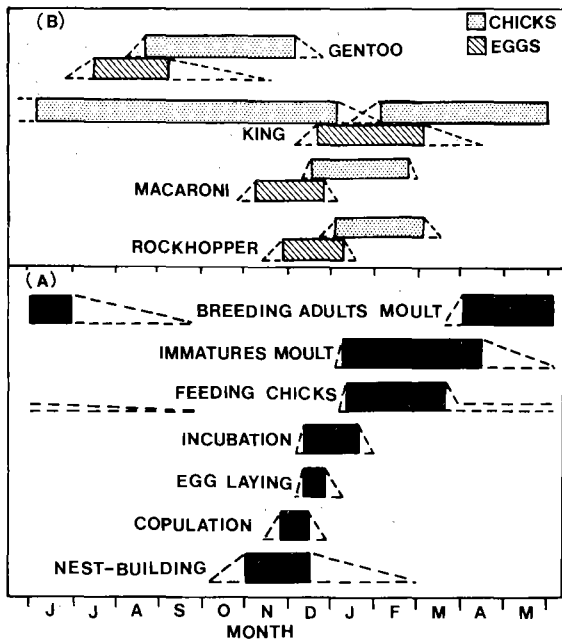 (B)
CHICKS
EGGS
GENTOO
KING
MACARONI
ROCKHOPPER
(A)
BREEDING ADULTS MOULT
IMMATURES MOULT
FEEDING CHICKS
INCUBATION
EGG LAYING
COPULATION
NEST-BUILDING
J J A S O N D J F M A M
MONTH